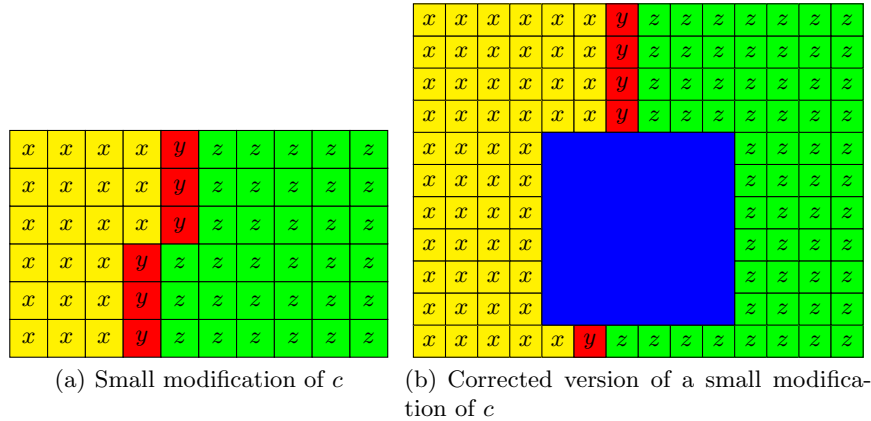 x x x x y z z z z z
x x x x y z z z z z
x x x x y z z z z z
x x x y z z z z z z
x x x y z z z z z z
x x x y z z z z z z
(a) Small modification of c
x x x x x x y z z z z z z z
x x x x x x y z z z z z z z
x x x x x x y z z z z z z z
x x x x x x y z z z z z z z
x x x x z z z z
x x x x z z z z
x x x x z z z z
x x x x z z z z
x x x x z z z z
x x x x z z z z
x x x x x y z z z z z z z z
(b) Corrected version of a small modifica-
tion of c